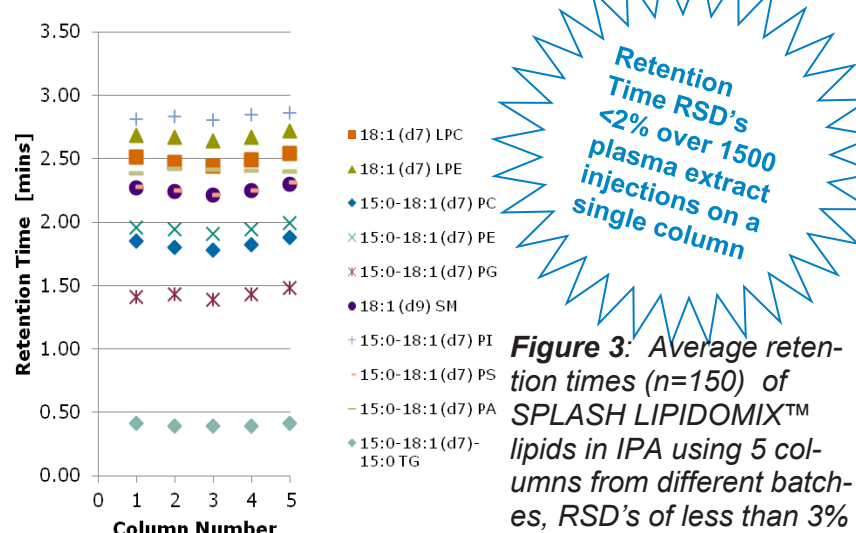 3.50
3.00
2.50
2.00
1.50
1.00
0.50
0.00
Retention Time [mins]
0 1 2 3 4 5
Column Number
18:1 (d7) LPC
18:1 (d7) LPE
15:0-18:1(d7) PC
15:0-18:1(d7) PE
15:0-18:1(d7) PG
18:1 (d9) SM
15:0-18:1(d7) PI
15:0-18:1(d7) PS
15:0-18:1(d7) PA
15:0-18:1(d7)-
15:0 TG
Retention
Time RSD's
<2% over 1500
plasma extract
injections on a
single column
Figure 3: Average reten-
tion times (n=150) of
SPLASH LIPIDOMIX™
lipids in IPA using 5 col-
umns from different batch-
es, RSD's of less than 3%